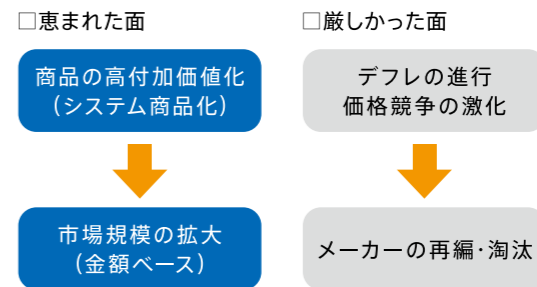 □恵まれた面
商品の高付加価値化
(システム商品化)
市場規模の拡大
(金額ベース)
□厳しかった面
デフレの進行
価格競争の激化
メーカーの再編･淘汰